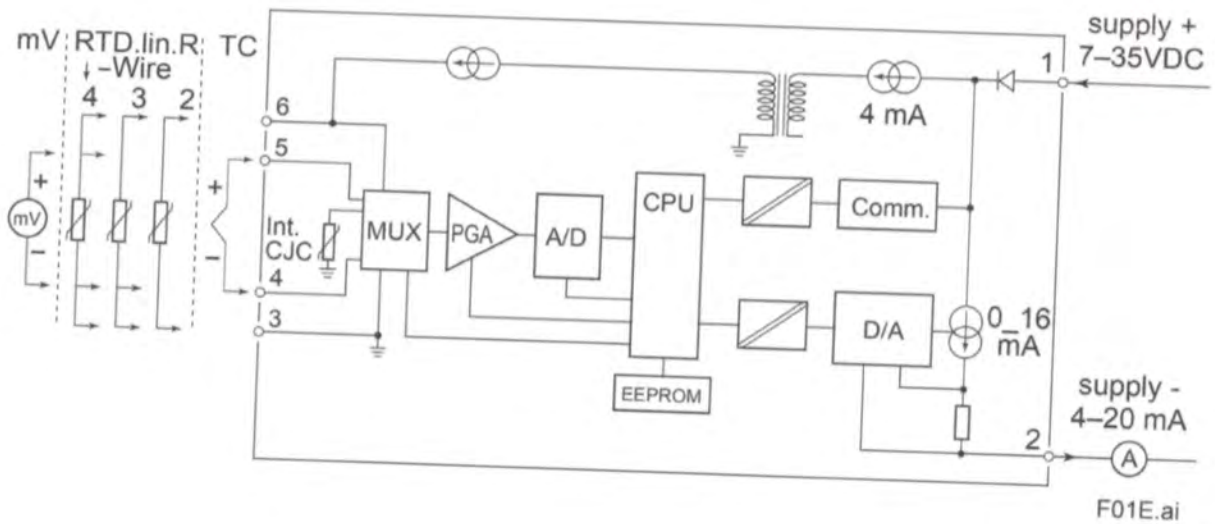 supply +
7–35VDC
mV RTD.lin.R TC
–Wire
4 3 2
1
4 mA
6
5
CPU
Comm.
+
mV
–
+
–
Int.
CJC
MUX
PGA
A/D
4
3
D/A
0_16
mA
EEPROM
supply -
4–20 mA
2
A
F01E.ai